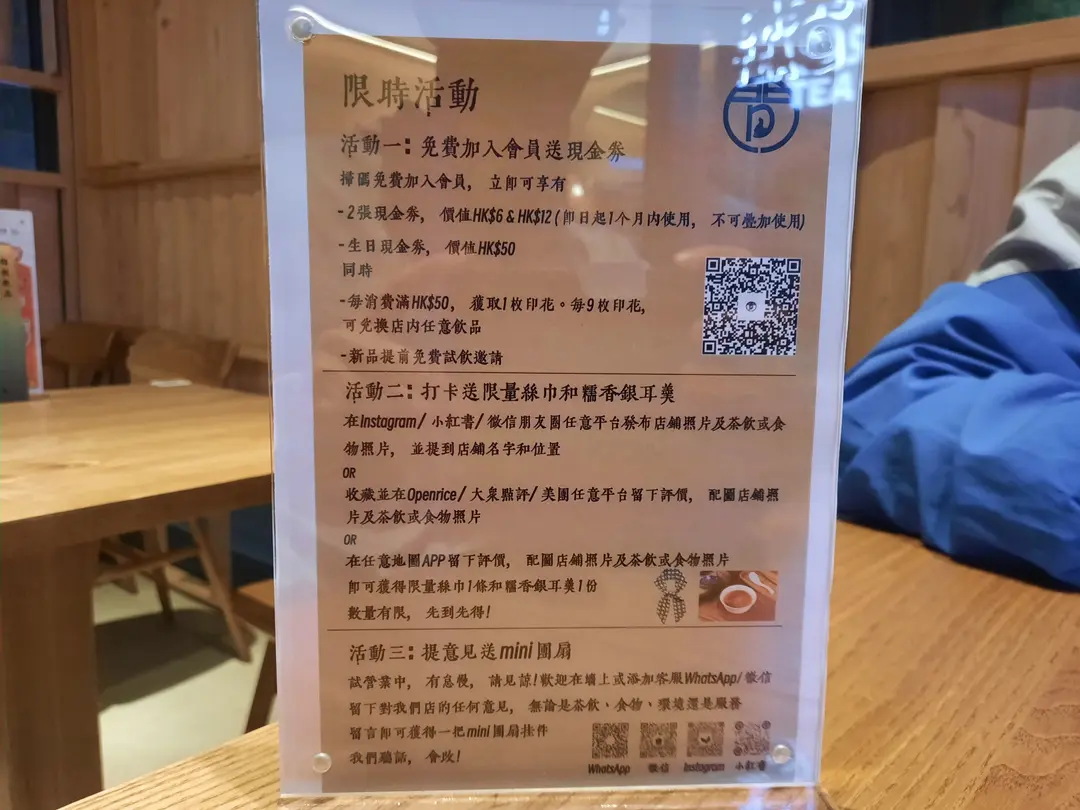 限時活動
TEA
活動一：免費加入會員送現金券
掃碼免費加入會員，立即可享有
-2張現金券，價值HK$6 & HK$12 (即日起1个月內使用，不可疊加使用)
-生日現金券，價值HK$50
同時
-每消費滿HK$50，獲取1枚印花。每9枚印花，
可兌換店內任意飲品
-新品提前免費試飲邀請
活動二：打卡送限量絲巾和糯香銀耳羹
在Instagram/ 小紅書/ 微信朋友圈任意平台發布店鋪照片及茶飲或食
物照片，並提到店鋪名字和位置
OR
收藏並在Openrice/ 大眾點評/ 美團任意平台留下評價，配圖店鋪照
片及茶飲或食物照片
OR
在任意地圖APP留下評價，配圖店鋪照片及茶飲或食物照片
即可獲得限量絲巾1條和糯香銀耳羹1份
數量有限，先到先得！
活動三：提意見送mini團扇
試營業中，有怠慢，請見諒！歡迎在牆上或添加客服WhatsApp/ 微信
留下對我們店的任何意見，無論是茶飲、食物、環境還是服務
留言即可獲得一把mini團扇挂件
我們聽話，會改！
WhatsApp 微信 Instagram 小紅書